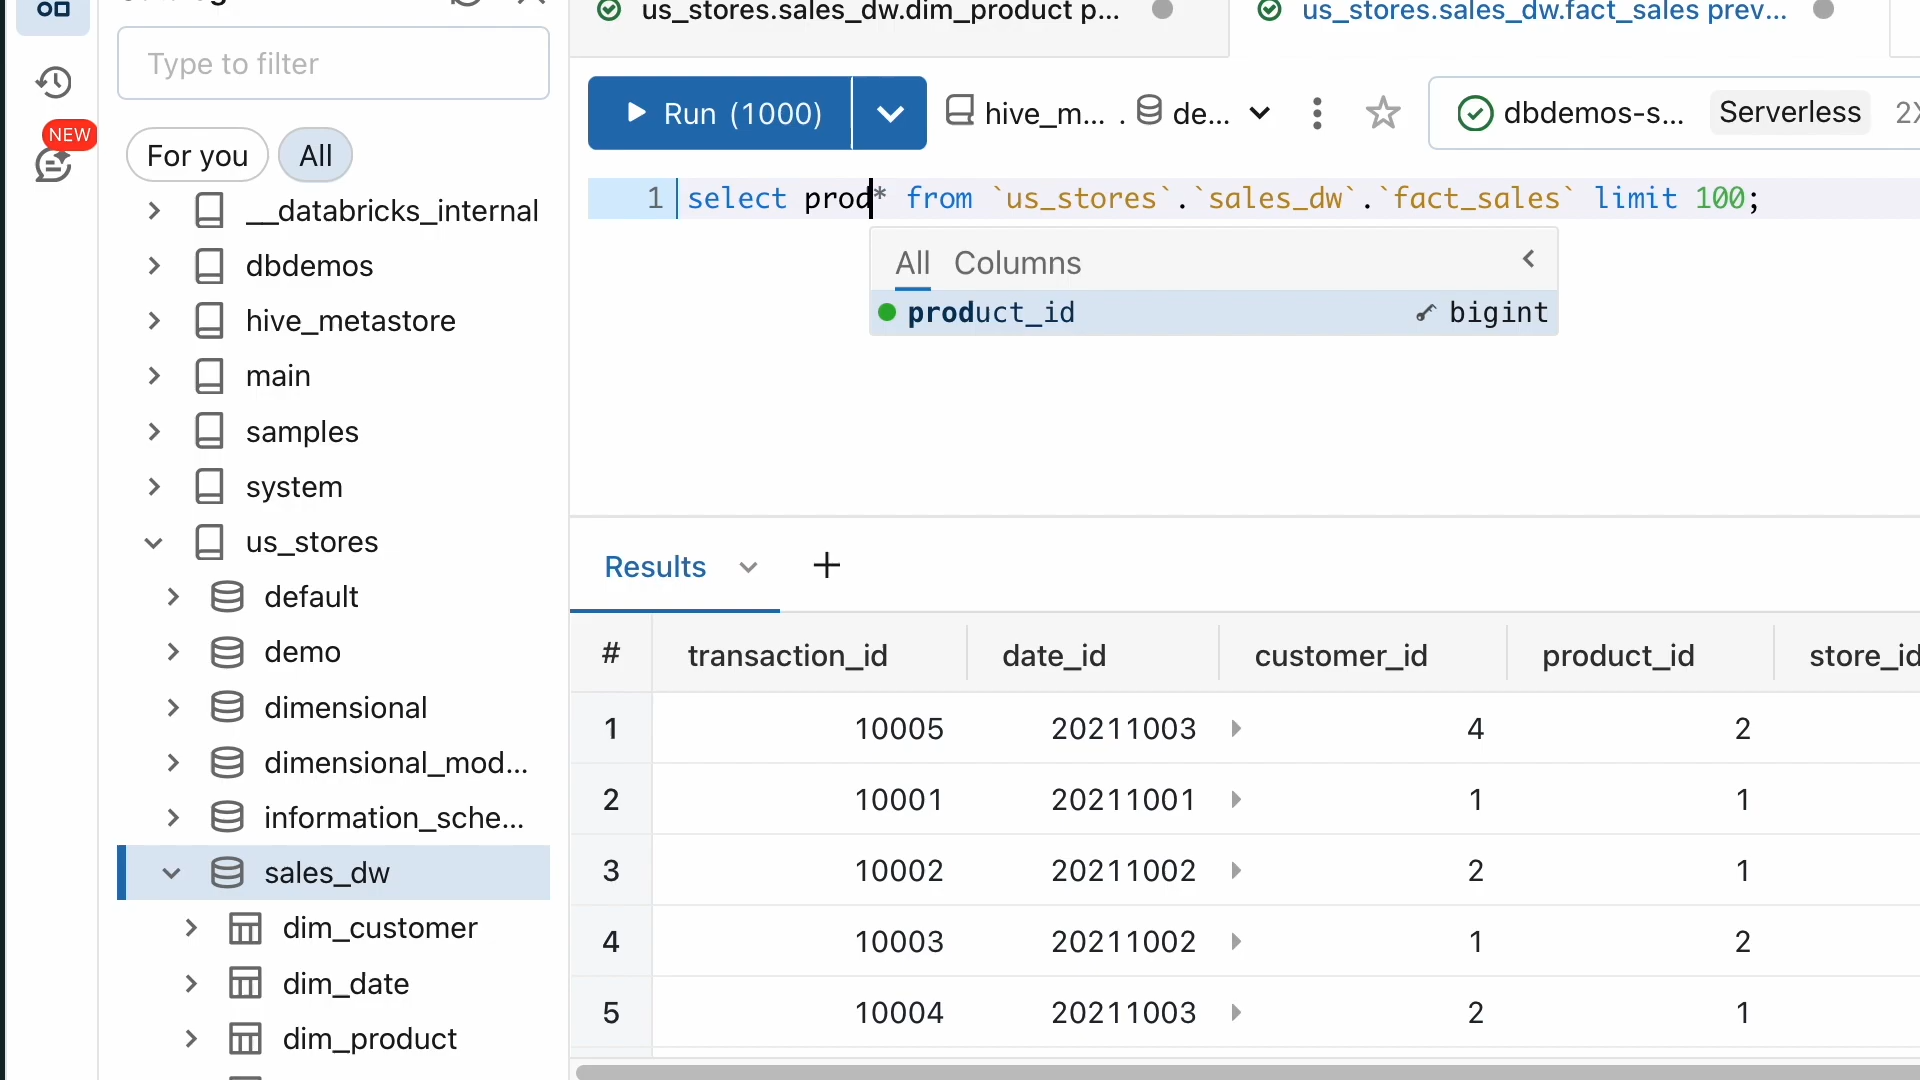 us_stores.sales_dw.dim_product p...
us_stores.sales_dw.fact_sales prev...
Type to filter
NEW
For you
All
Run (1000)
hive_m... . de...
dbdemos-s...
Serverless
2X
1 select prod* from `us_stores`.`sales_dw`.`fact_sales` limit 100;
All Columns
product_id bigint
__databricks_internal
dbdemos
hive_metastore
main
samples
system
us_stores
default
demo
dimensional
dimensional_mod...
information_sche...
sales_dw
dim_customer
dim_date
dim_product
Results
# transaction_id date_id customer_id product_id store_id
1 10005 20211003 4 2
2 10001 20211001 1 1
3 10002 20211002 2 1
4 10003 20211002 1 2
5 10004 20211003 2 1